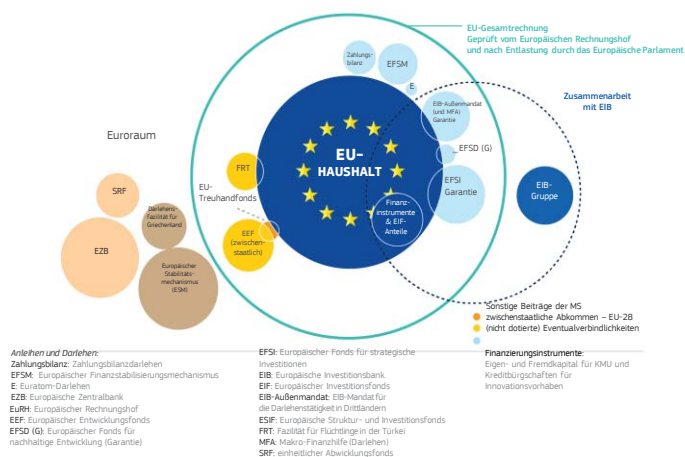 EU-Gesamtrechnung
Geprüft vom Europäischen Rechnungshof
und nach Entlastung durch das Europäische Parlament
Zahlungs-
bilanz
EFSM
E
EIB-Außenmandat
(und MFA)
Garantie
Zusammenarbeit
mit EIB
Euroraum
EU-
HAUSHALT
EFSD (G)
FRT
EU-
Treuhandfonds
EFSI
Garantie
EIB-
Gruppe
SRF
Darlehens-
fazilität für
Griechenland
Finanz-
instrumente
& EIF-
Anteile
EEF
(zwischen-
staatlich)
EZB
Europäischer
Stabilitäts-
mechanismus
(ESM)
Sonstige Beiträge der MS
zwischenstaatliche Abkommen – EU-28
(nicht dotierte) Eventualverbindlichkeiten
Anleihen und Darlehen:
Zahlungsbilanz: Zahlungsbilanzdarlehen
EFSM: Europäischer Finanzstabilisierungsmechanismus
E: Euratom-Darlehen
EZB: Europäische Zentralbank
EuRH: Europäischer Rechnungshof
EEF: Europäischer Entwicklungsfonds
EFSD (G): Europäischer Fonds für
nachhaltige Entwicklung (Garantie)
EFSI: Europäischer Fonds für strategische
Investitionen
EIB: Europäische Investitionsbank.
EIF: Europäischer Investitionsfonds
EIB-Außenmandat: EIB-Mandat für
die Darlehenstätigkeit in Drittländern
ESIF: Europäische Struktur- und Investitionsfonds
FRT: Fazilität für Flüchtlinge in der Türkei
MFA: Makro-Finanzhilfe (Darlehen)
SRF: einheitlicher Abwicklungsfonds
Finanzierungsinstrumente:
Eigen- und Fremdkapital für KMU und
Kreditbürgschaften für
Innovationsvorhaben